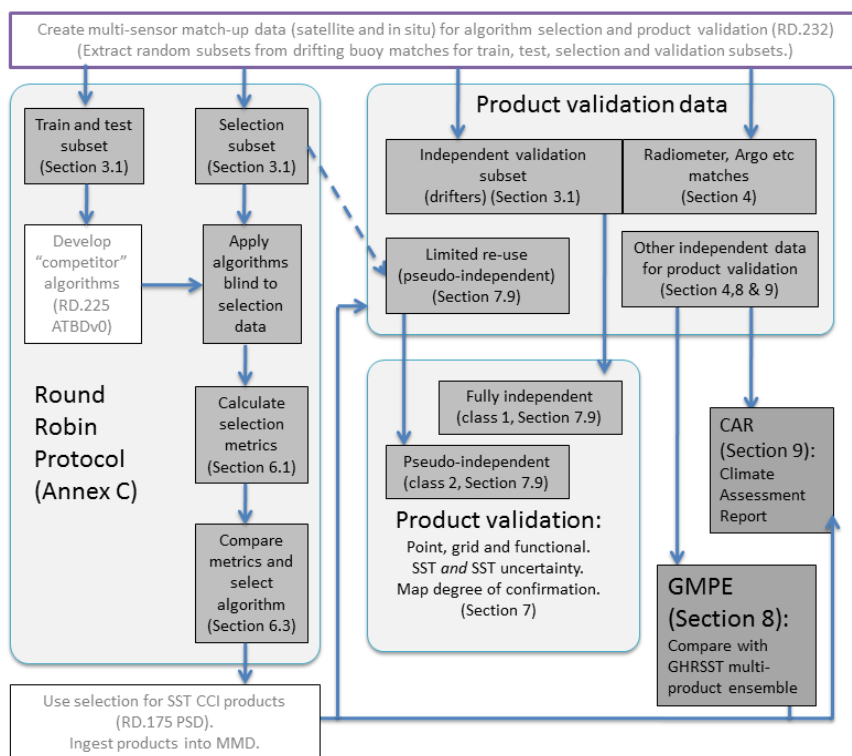 Create multi-sensor match-up data (satellite and in situ) for algorithm selection and product validation (RD.232)
(Extract random subsets from drifting buoy matches for train, test, selection and validation subsets.)
Train and test
subset
(Section 3.1)
Selection
subset
(Section 3.1)
Develop
“competitor”
algorithms
(RD.225
ATBDv0)
Apply
algorithms
blind to
selection
data
Round
Robin
Protocol
(Annex C)
Calculate
selection
metrics
(Section 6.1)
Compare
metrics and
select
algorithm
(Section 6.3)
Use selection for SST CCI products
(RD.175 PSD).
Ingest products into MMD.
Product validation data
Independent validation
subset
(drifters) (Section 3.1)
Radiometer, Argo etc
matches
(Section 4)
Limited re-use
(pseudo-independent)
(Section 7.9)
Other independent data
for product validation
(Section 4,8 & 9)
Fully independent
(class 1, Section 7.9)
Pseudo-independent
(class 2, Section 7.9)
Product validation:
Point, grid and functional.
SST and SST uncertainty.
Map degree of confirmation.
(Section 7)
CAR
(Section 9):
Climate
Assessment
Report
GMPE
(Section 8):
Compare with
GHRSST multi-
product ensemble